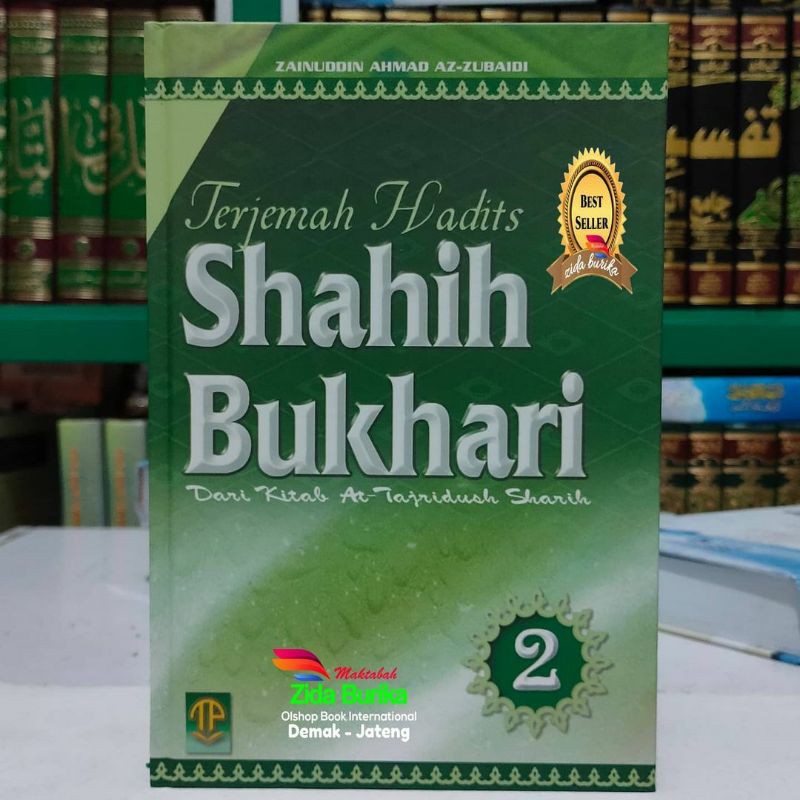 ZAINUDDIN AHMAD AZ-ZUBAIDI
Terjemah Hadits
Shahih
Bukhari
Dari Kitab At-Tajridush Sharih
BEST
SELLER
zida burika
2
Maktabah
Zida Burika
Olshop Book International
Demak - Jateng
TP